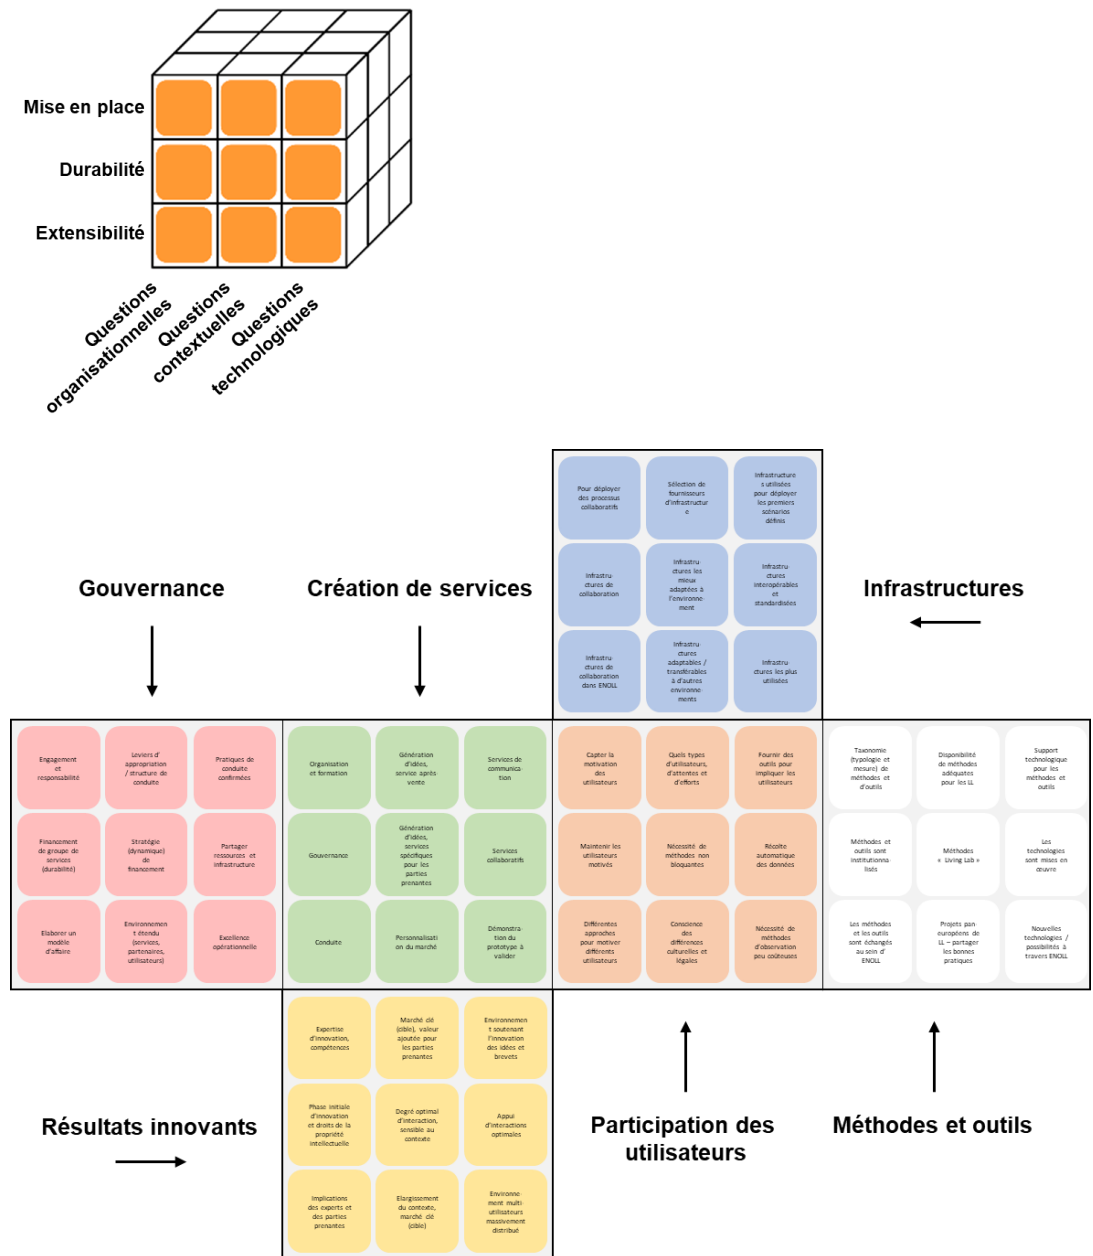 Mise en place
Durabilité
Extensibilité
Questions
organisationnelles
Questions
contextuelles
Questions
technologiques
Pour déployer
des processus
collaboratifs
Sélection de
fournisseurs
d'infrastructur
e
Infrastructure
s utilisées
pour déployer
les premiers
scénarios
définis
Infrastru-
ctures de
collaboration
Infrastru-
ctures les
mieux
adaptées à
l'environne-
ment
Infrastru-
ctures
interopérables
et
standardisées
Infrastru-
ctures de
collaboration
dans ENOLL
Infrastru-
ctures
adaptables /
transférables
à d'autres
environne-
ments
Infrastru-
ctures les plus
utilisées
Gouvernance
Création de services
Infrastructures
Engagement
et
responsabilité
Leviers d'
appropriation
/ structure de
conduite
Pratiques de
conduite
confirmées
Financement
de groupe de
services
(durabilité)
Stratégie
(dynamique)
de
financement
Partager
ressources et
infrastructure
Elaborer un
modèle
d'affaire
Environnemen
t étendu
(services,
partenaires,
utilisateurs)
Excellence
opérationnelle
Organisation
et formation
Génération
d'idées,
service après-
vente
Services de
communica-
tion
Gouvernance
Génération
d'idées,
services
spécifiques
pour les
parties
prenantes
Services
collaboratifs
Conduite
Personnalisati
on du marché
Démonstra-
tion du
prototype à
valider
Capter la
motivation
des
utilisateurs
Quels types
d'utilisateurs,
d'attentes et
d'efforts
Fournir des
outils pour
impliquer les
utilisateurs
Maintenir les
utilisateurs
motivés
Nécessité de
méthodes non
bloquantes
Récolte
automatique
des données
Différentes
approches
pour motiver
différents
utilisateurs
Conscience
des
différences
culturelles et
légales
Nécessité de
méthodes
d'observation
peu coûteuses
Taxonomie
(typologie et
mesure) de
méthodes et
d'outils
Disponibilité
de méthodes
adéquates
pour les LL
Support
technologique
pour les
méthodes et
outils
Méthodes et
outils sont
institutionna
lisés
Méthodes
« Living Lab »
Les
technologies
sont mises en
œuvre
Les méthodes
et les outils
sont échangés
au sein d'
ENOLL
Projets pan
européens de
LL – partager
les bonnes
pratiques
Nouvelles
technologies /
possibilités à
travers ENOLL
Expertise
d'innovation,
compétences
Marché clé
(cible), valeur
ajoutée pour
les parties
prenantes
Environnemen
t soutenant
l'innovation
des idées et
brevets
Phase initiale
d'innovation
et droits de la
propriété
intellectuelle
Degré optimal
d'interaction,
sensible au
contexte
Appui
d'interactions
optimales
Implications
des experts et
des parties
prenantes
Elargissement
du contexte,
marché clé
(cible)
Environne-
ment multi-
utilisateurs
massivement
distribué
Résultats innovants
Participation des
utilisateurs
Méthodes et outils